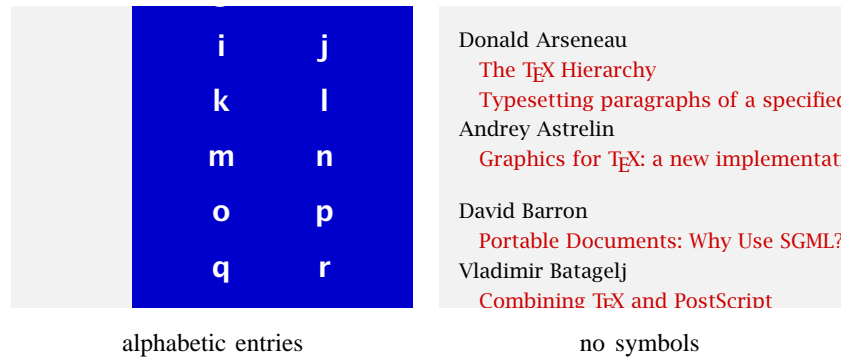 i j
k l
m n
o p
q r
alphabetic entries
Donald Arseneau
The TEX Hierarchy
Typesetting paragraphs of a specified
Andrey Astrelin
Graphics for TEX: a new
David Barron
Portable Documents: Why Use SGML?
Vladimir Batagelj
Combining TEX and PostScript
no symbols